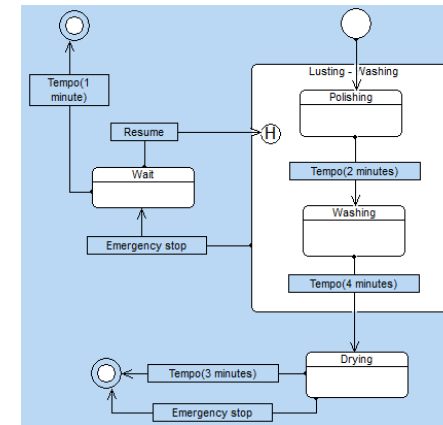 Lusting - Washing
Polishing
Tempo(1
minute)
Resume
H
Tempo(2 minutes)
Wait
Washing
Emergency stop
Tempo(4 minutes)
Drying
Tempo(3 minutes)
Emergency stop